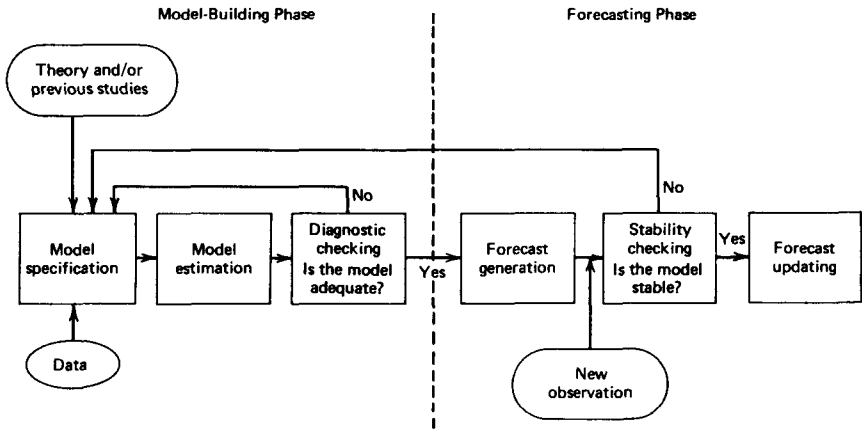 Model-Building Phase
Forecasting Phase
Theory and/or
previous studies
No
No
Model
specification
Model
estimation
Diagnostic
checking
Is the model
adequate?
Yes
Forecast
generation
Stability
checking
Is the model
stable?
Yes
Forecast
updating
Data
New
observation